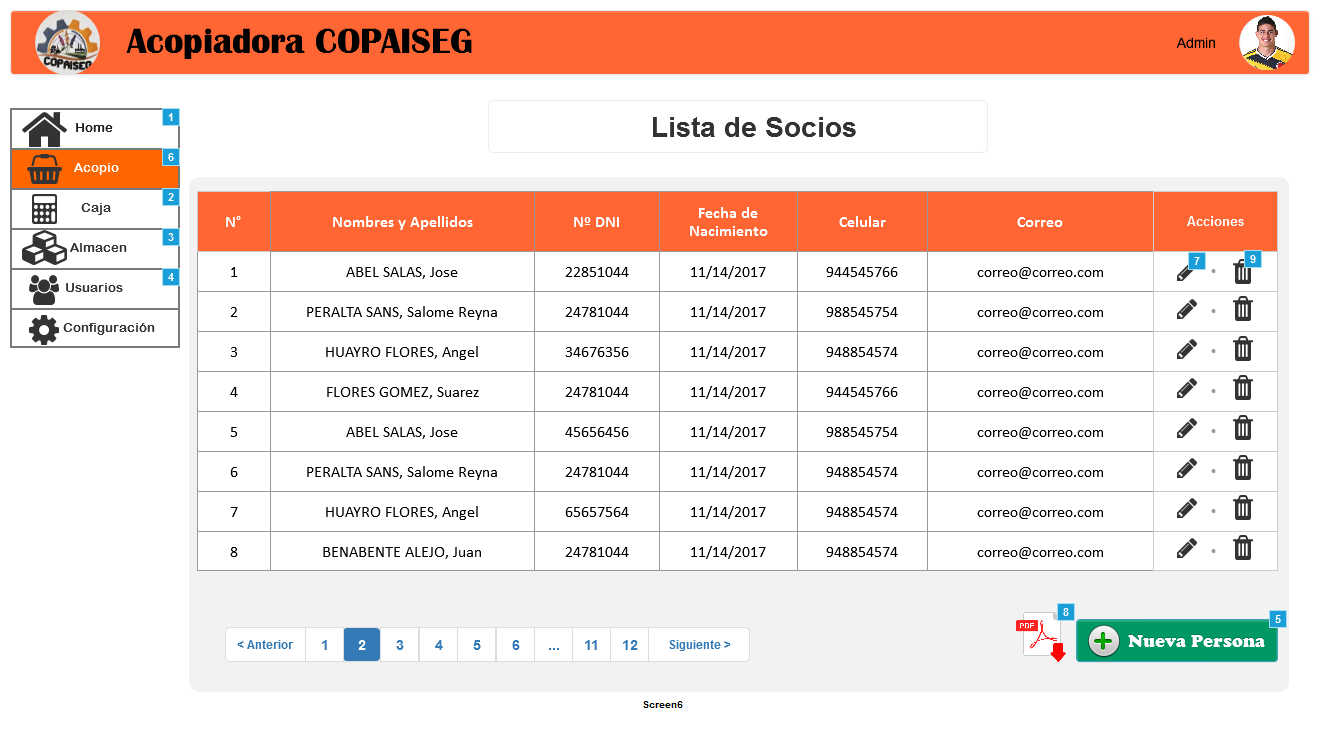 COPAISEG
Acopiadora COPAISEG
Admin
Home
1
Acopio
6
Caja
2
Almacen
3
Usuarios
4
Configuración
Lista de Socios
N° Nombres y Apellidos Nº DNI Fecha de Nacimiento Celular Correo Acciones
1 ABEL SALAS, Jose 22851044 11/14/2017 944545766 correo@correo.com 7 9
2 PERALTA SANS, Salome Reyna 24781044 11/14/2017 988545754 correo@correo.com
3 HUAYRO FLORES, Angel 34676356 11/14/2017 948854574 correo@correo.com
4 FLORES GOMEZ, Suarez 24781044 11/14/2017 944545766 correo@correo.com
5 ABEL SALAS, Jose 45656456 11/14/2017 988545754 correo@correo.com
6 PERALTA SANS, Salome Reyna 24781044 11/14/2017 948854574 correo@correo.com
7 HUAYRO FLORES, Angel 65657564 11/14/2017 948854574 correo@correo.com
8 BENABENTE ALEJO, Juan 24781044 11/14/2017 948854574 correo@correo.com
< Anterior 1 2 3 4 5 6 ... 11 12 Siguiente >
PDF
8
Nueva Persona
5
Screen6